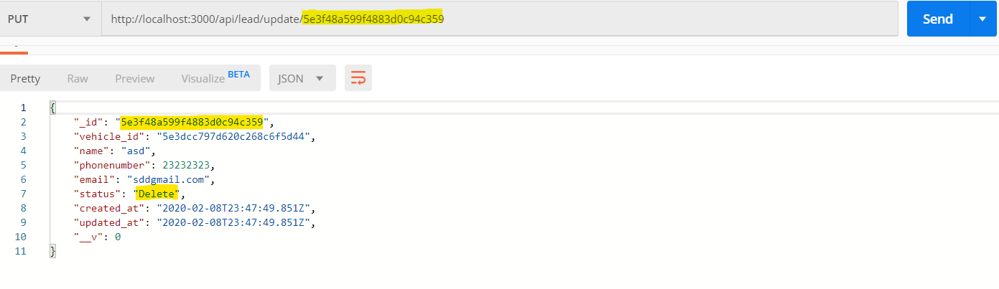 PUT http://localhost:3000/api/lead/update/5e3f48a599f4883d0c94c359 Send
Pretty Raw Preview Visualize BETA JSON
1 {
2 "_id": "5e3f48a599f4883d0c94c359",
3 "vehicle_id": "5e3dcc797d620c268c6f5d44",
4 "name": "asd",
5 "phonenumber": 23232323,
6 "email": "sddgmail.com",
7 "status": "Delete",
8 "created_at": "2020-02-08T23:47:49.851Z",
9 "updated_at": "2020-02-08T23:47:49.851Z",
10 "__v": 0
11 }